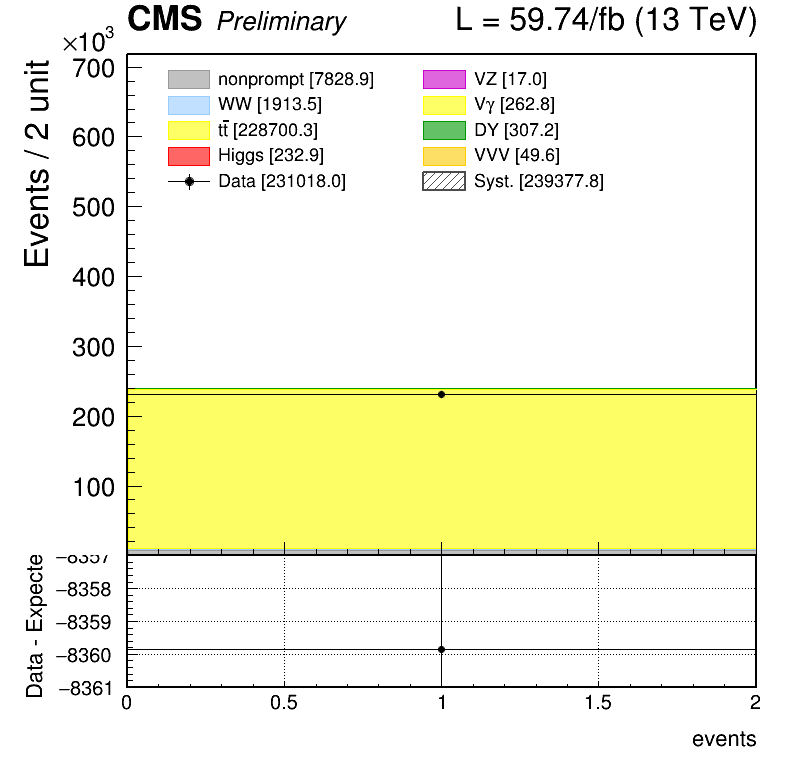 CMS Preliminary L = 59.74/fb (13 TeV)
×10³
Events / 2 unit
700
600
500
400
300
200
100
nonprompt [7828.9]
WW [1913.5]
tt̄ [228700.3]
Higgs [232.9]
Data [231018.0]
VZ [17.0]
Vγ [262.8]
DY [307.2]
VVV [49.6]
Syst. [239377.8]
Data - Expecte
−8357
−8358
−8359
−8360
−8361
0 0.5 1 1.5 2
events